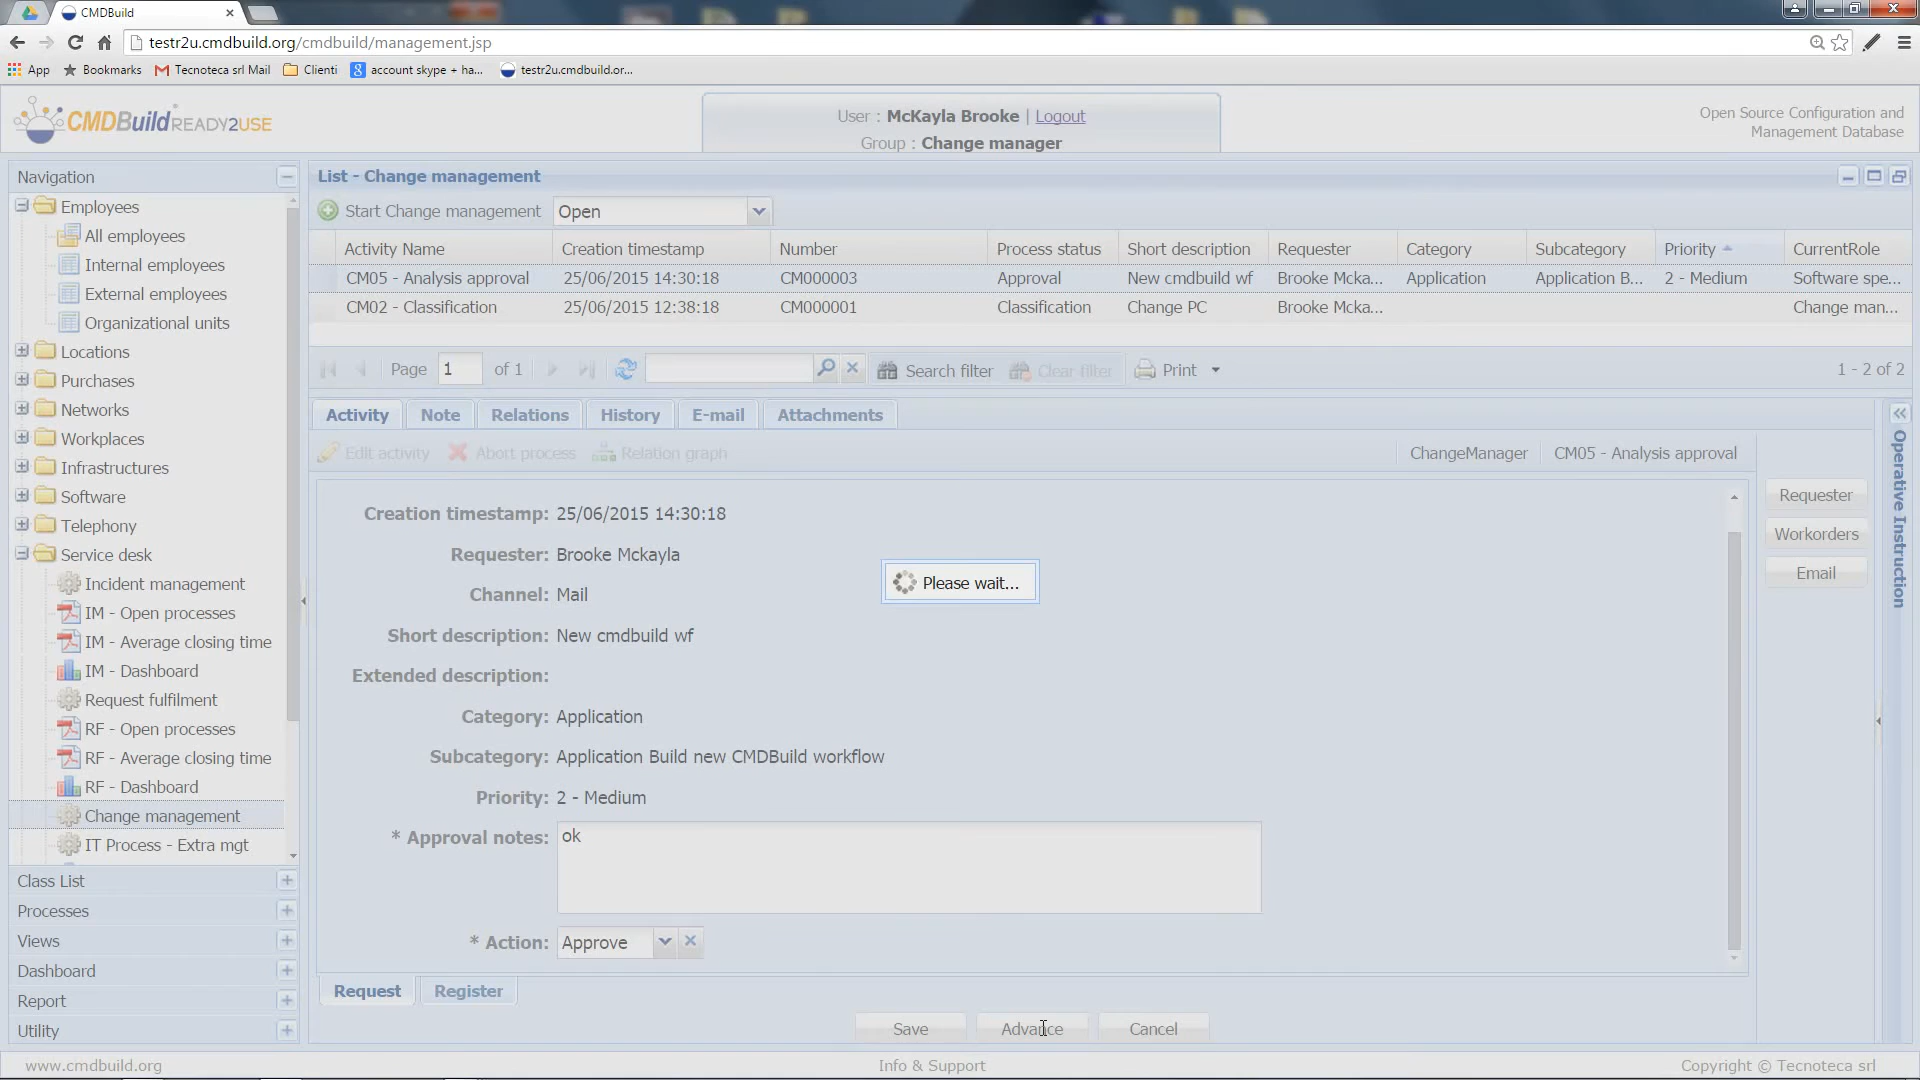 CMDBuild
testr2u.cmdbuild.org/cmdbuild/management.jsp
App Bookmarks Tecnoteca srl Mail Clienti account skype + ha... testr2u.cmdbuild.or...
CMDBuild READY2USE
User : McKayla Brooke | Logout
Group : Change manager
Open Source Configuration and
Management Database
Navigation
Employees
All employees
Internal employees
External employees
Organizational units
Locations
Purchases
Networks
Workplaces
Infrastructures
Software
Telephony
Service desk
Incident management
IM - Open processes
IM - Average closing time
IM - Dashboard
Request fulfilment
RF - Open processes
RF - Average closing time
RF - Dashboard
Change management
IT Process - Extra mgt
Class List
Processes
Views
Dashboard
Report
Utility
List - Change management
Start Change management Open
Activity Name Creation timestamp Number Process status Short description Requester Category Subcategory Priority CurrentRole
CM05 - Analysis approval 25/06/2015 14:30:18 CM000003 Approval New cmdbuild wf Brooke Mcka... Application Application B... 2 - Medium Software spe...
CM02 - Classification 25/06/2015 12:38:18 CM000001 Classification Change PC Brooke Mcka... Change man...
Page 1 of 1 Search filter Clear filter Print 1 - 2 of 2
Activity Note Relations History E-mail Attachments
Edit activity Abort process Relation graph ChangeManager CM05 - Analysis approval
Creation timestamp: 25/06/2015 14:30:18
Requester: Brooke Mckayla
Channel: Mail
Short description: New cmdbuild wf
Extended description:
Category: Application
Subcategory: Application Build new CMDBuild workflow
Priority: 2 - Medium
* Approval notes: ok
* Action: Approve
Please wait...
Request Register
Save Advance Cancel
Requester
Workorders
Email
Operative Instruction
www.cmdbuild.org Info & Support Copyright © Tecnoteca srl